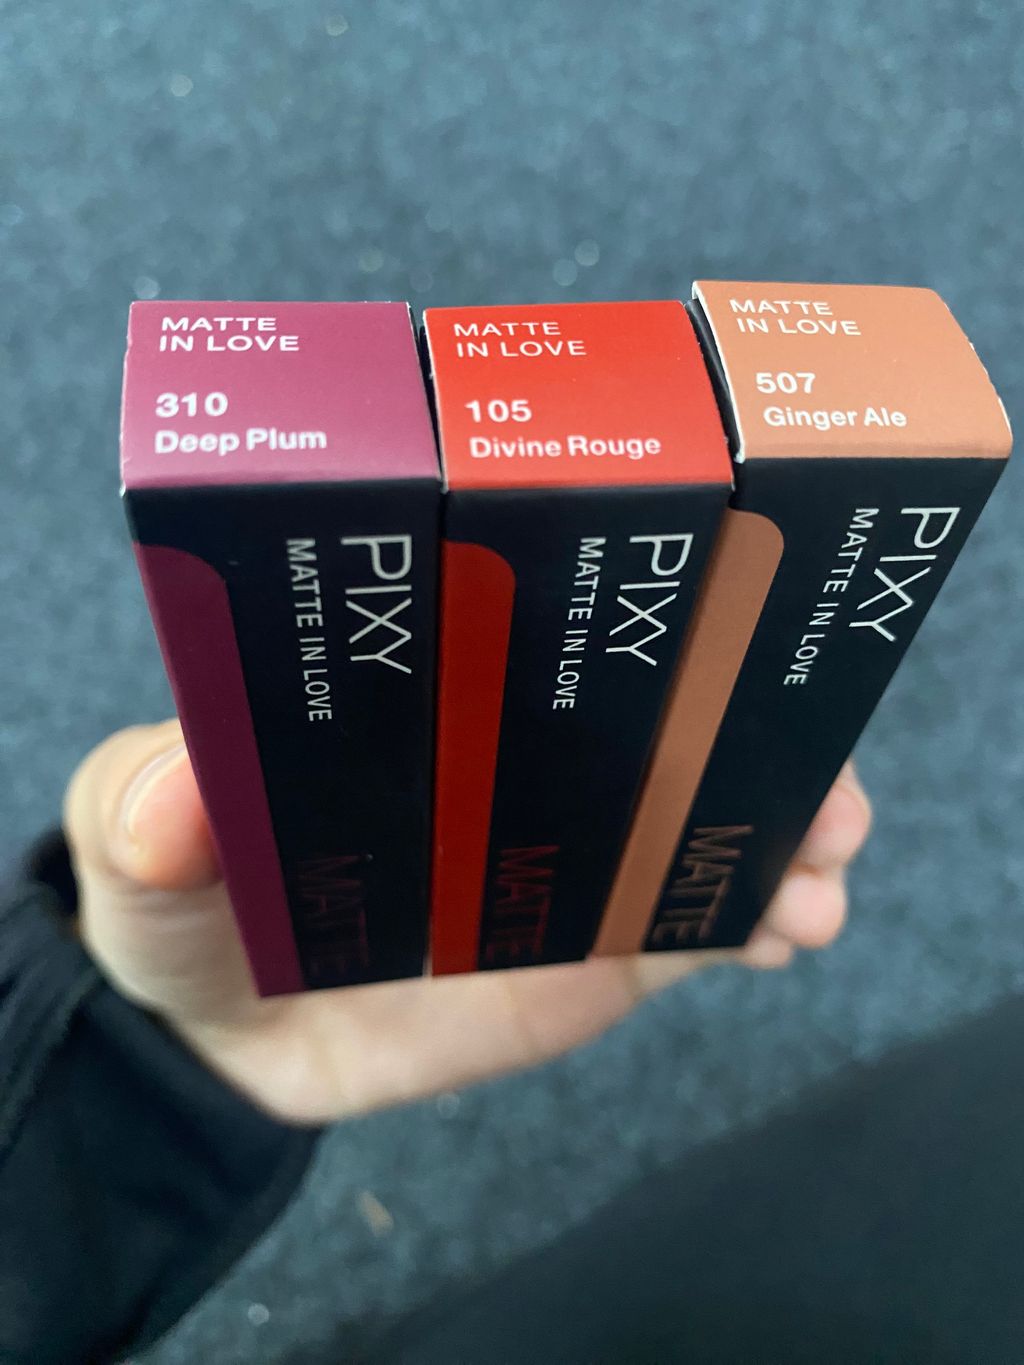 MATTE
IN LOVE
310
Deep Plum
PIXY
MATTE IN LOVE
MATTE
MATTE
IN LOVE
105
Divine Rouge
PIXY
MATTE IN LOVE
MATTE
MATTE
IN LOVE
507
Ginger Ale
PIXY
MATTE IN LOVE
MATTE